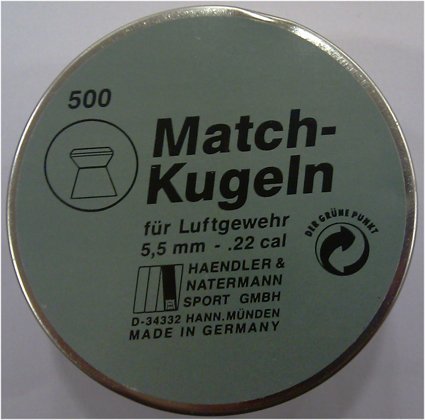 500
Match-
Kugeln
für Luftgewehr
5,5 mm - .22 cal
DER GRÜNE PUNKT
HAENDLER &
NATERMANN
SPORT GMBH
D-34332 HANN. MÜNDEN
MADE IN GERMANY